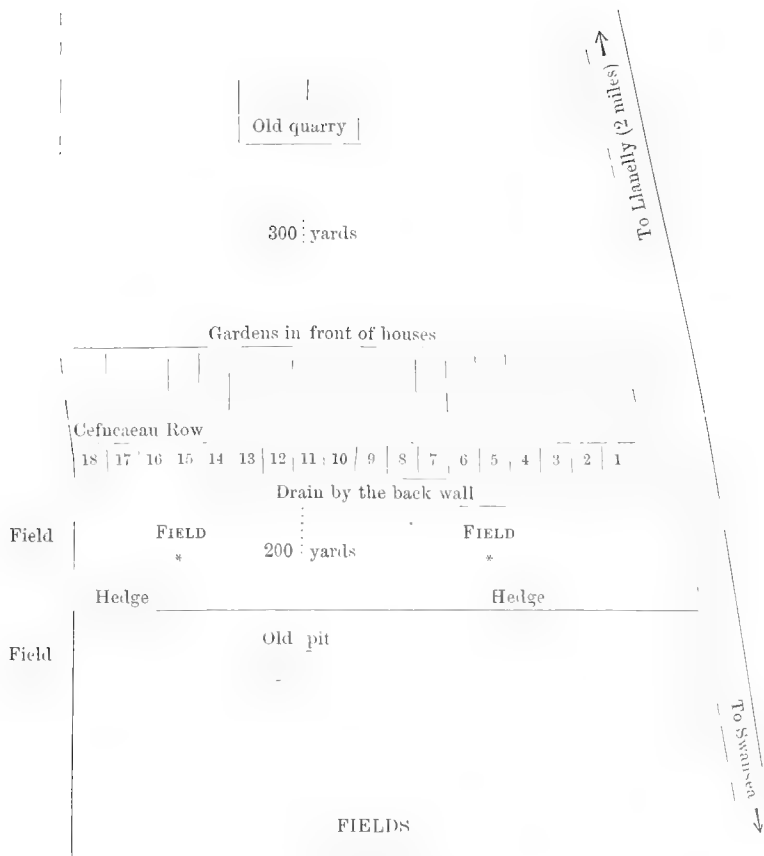 Old quarry
To Llanelly (2 miles)
300 yards
Gardens in front of houses
Cefncaeau Row
18 17 16 15 14 13 12 11 10 9 8 7 6 5 4 3 2 1
Drain by the back wall
Field
FIELD
FIELD
*
200 yards
*
Hedge
Hedge
Old pit
Field
To Swansea
FIELDS